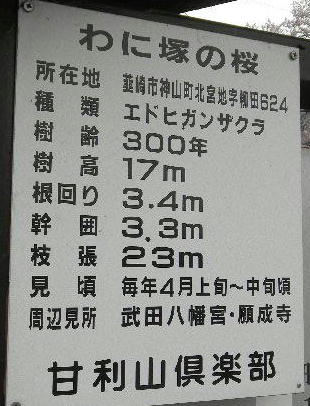 わに塚の桜
所在地 韮崎市神山町北宮地字柳田624
種類 エドヒガンザクラ
樹齢 300年
樹高 17m
根回り 3.4m
幹囲 3.3m
枝張 23m
見頃 毎年4月上旬～中旬頃
周辺見所 武田八幡宮・願成寺
甘利山倶楽部